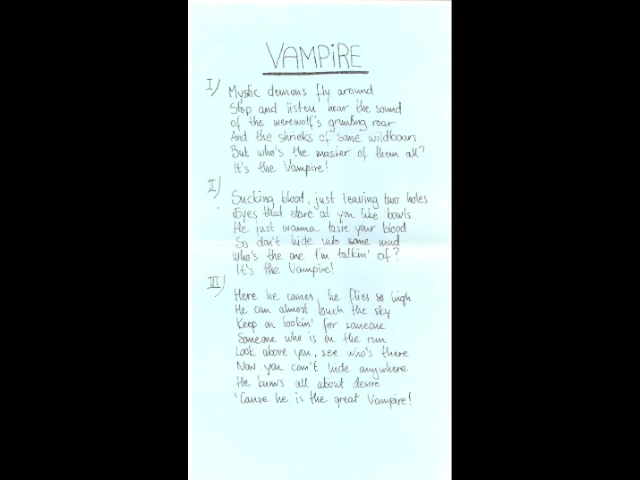 VAMPiRE
I)
Mystic demons fly around
Stop and listen hear the sound
of the werewolf's grunting roar
And the shrieks of some wildboars
But who's the master of them all?
It's the Vampire!
II)
Sucking blood, just leaving two holes
Eyes that stare at you like bowls
He just wanna taste your blood
So don't hide into some mud
Who's the one I'm talkin' of?
It's the Vampire!
III)
Here he comes, he flies so high
He can almost touch the sky
Keep on lookin' for someone
Someone who is on the run
Look above you, see who's there
Now you can't hide anywhere
He burns all about desire
'Cause he is the great Vampire!